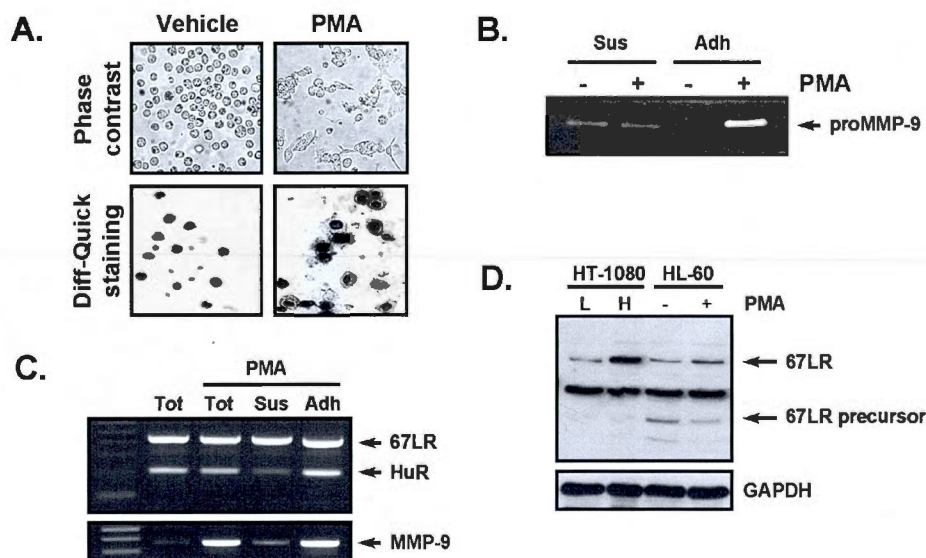 A.
Vehicle PMA
Phase contrast
Diff-Quick staining
B.
Sus Adh
- + - + PMA
proMMP-9
C.
PMA
Tot Tot Sus Adh
67LR
HuR
MMP-9
D.
HT-1080 HL-60
L H - + PMA
67LR
67LR precursor
GAPDH